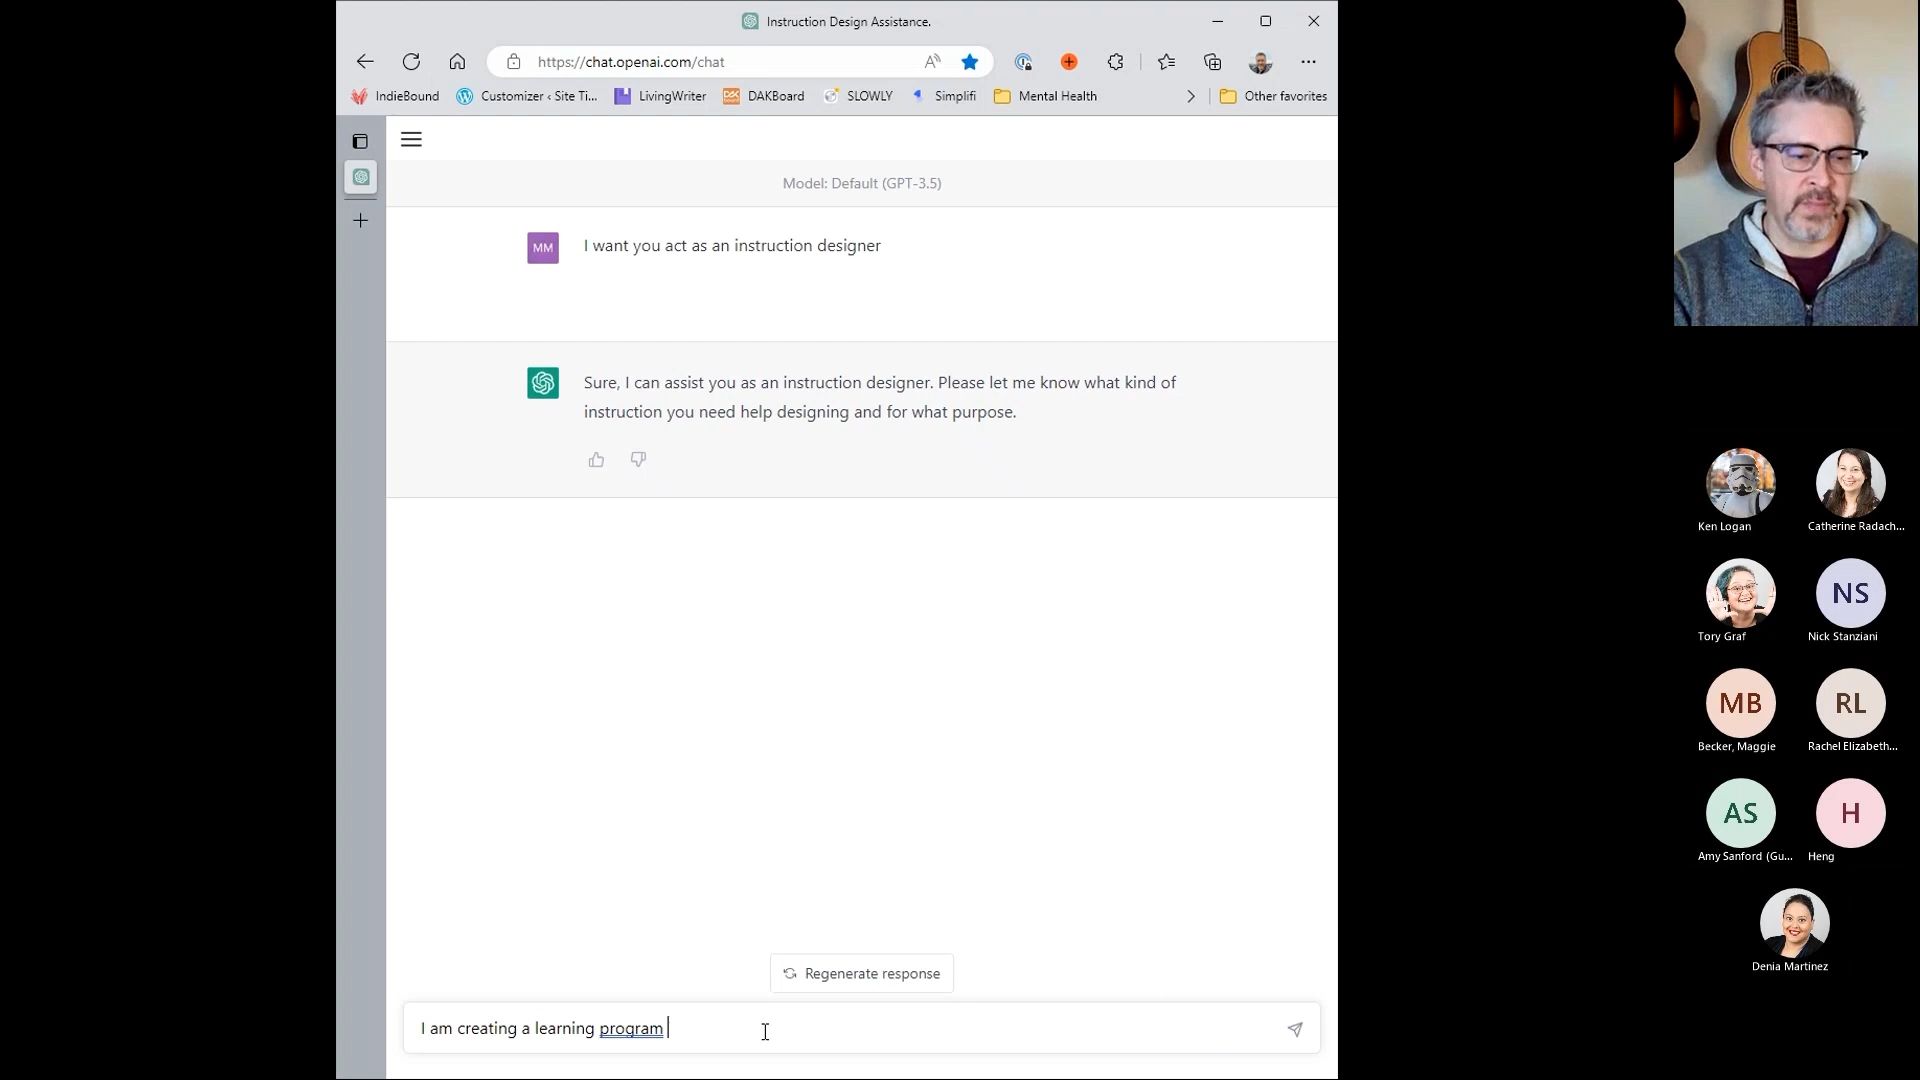 Instruction Design Assistance.
https://chat.openai.com/chat
IndieBound
Customizer ‹ Site Ti...
LivingWriter
DAKBoard
SLOWLY
Simplifi
Mental Health
Other favorites
Model: Default (GPT-3.5)
MM
I want you act as an instruction designer
Sure, I can assist you as an instruction designer. Please let me know what kind of
instruction you need help designing and for what purpose.
Regenerate response
I am creating a learning program
Ken Logan
Catherine Radach...
Tory Graf
NS
Nick Stanziani
MB
Becker, Maggie
RL
Rachel Elizabeth...
AS
Amy Sanford (Gu...
H
Heng
Denia Martinez